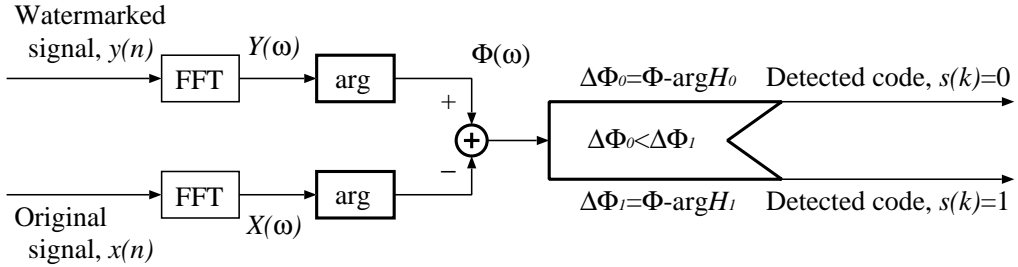 Watermarked
signal, y(n)
Y(ω)
FFT
arg
Φ(ω)
+
+
−
ΔΦ0=Φ-argH0
Detected code, s(k)=0
ΔΦ0<ΔΦ1
FFT
arg
X(ω)
Original
signal, x(n)
ΔΦ1=Φ-argH1
Detected code, s(k)=1